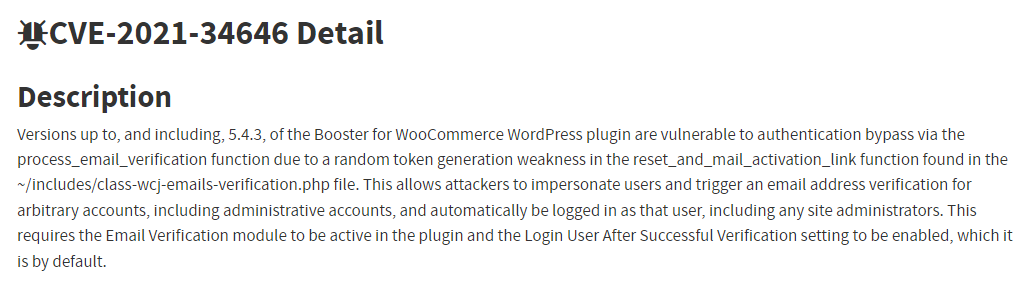 CVE-2021-34646 Detail
Description
Versions up to, and including, 5.4.3, of the Booster for WooCommerce WordPress plugin are vulnerable to authentication bypass via the
process_email_verification function due to a random token generation weakness in the reset_and_mail_activation_link function found in the
~/includes/class-wcj-emails-verification.php file. This allows attackers to impersonate users and trigger an email address verification for
arbitrary accounts, including administrative accounts, and automatically be logged in as that user, including any site administrators. This
requires the Email Verification module to be active in the plugin and the Login User After Successful Verification setting to be enabled, which it
is by default.